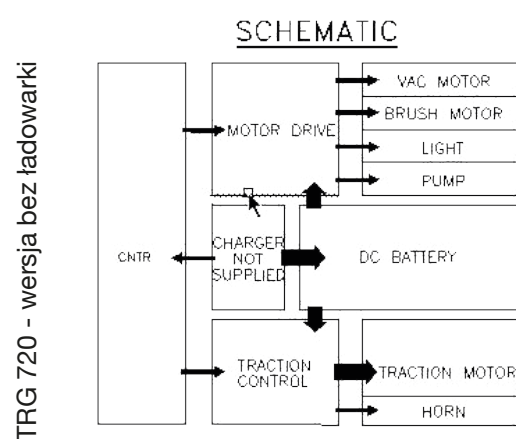 SCHEMATIC
TRG 720 - wersja bez ładowarki
VAC MOTOR
MOTOR DRIVE
BRUSH MOTOR
LIGHT
PUMP
CNTR
CHARGER
NOT
SUPPLIED
DC BATTERY
TRACTION
CONTROL
TRACTION MOTOR
HORN